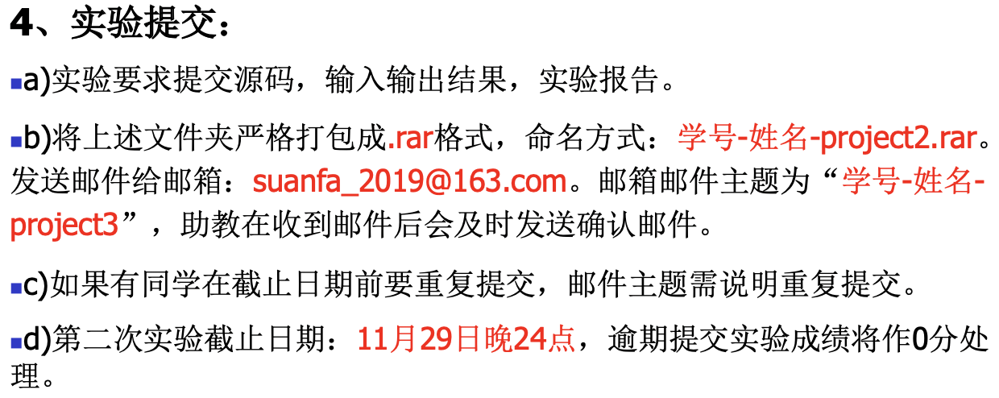 4、实验提交：
■a)实验要求提交源码，输入输出结果，实验报告。
■b)将上述文件夹严格打包成.rar格式，命名方式：学号-姓名-project2.rar。
发送邮件给邮箱：suanfa_2019@163.com。邮箱邮件主题为“学号-姓名-
project3”，助教在收到邮件后会及时发送确认邮件。
■c)如果有同学在截止日期前要重复提交，邮件主题需说明重复提交。
■d)第二次实验截止日期：11月29日晚24点，逾期提交实验成绩将作0分处
理。